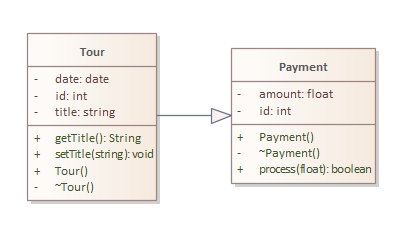 Tour
- date: date
- id: int
- title: string
+ getTitle(): String
+ setTitle(string): void
+ Tour()
- ~Tour()
Payment
- amount: float
- id: int
+ Payment()
- ~Payment()
+ process(float): boolean